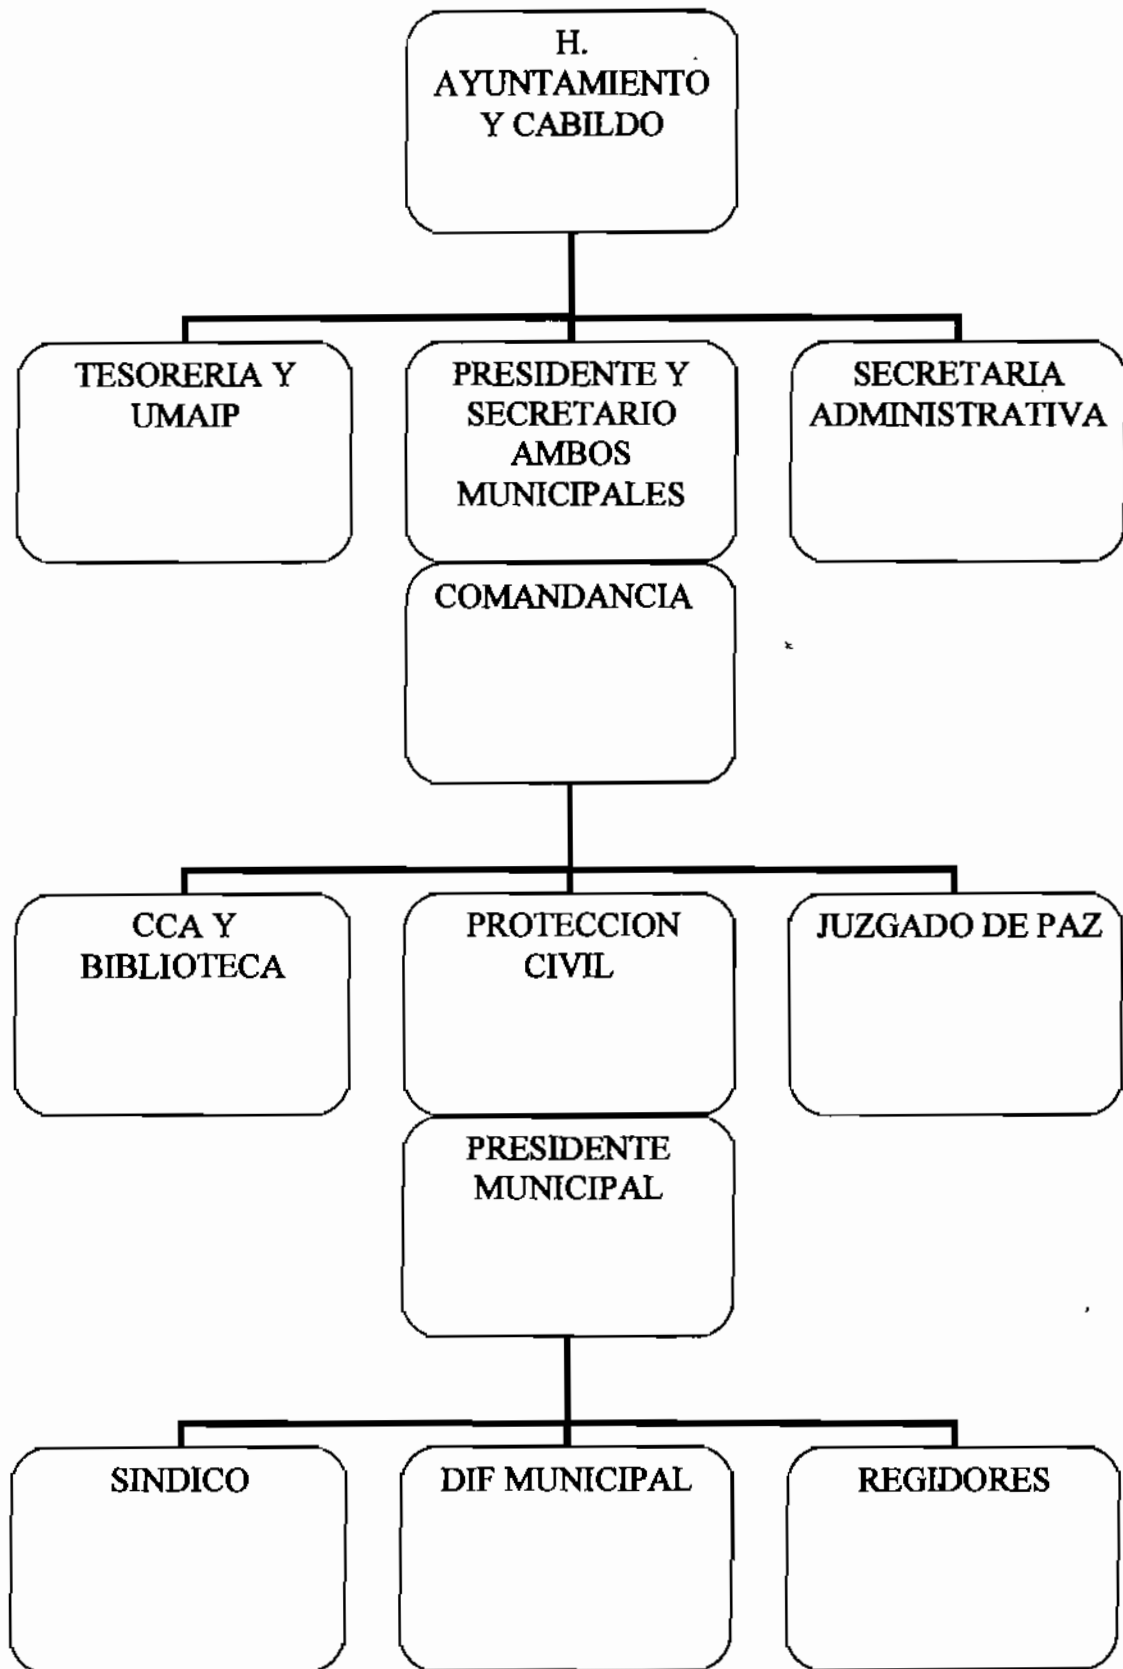 H.
AYUNTAMIENTO
Y CABILDO
TESORERIA Y
UMAIP
PRESIDENTE Y
SECRETARIO
AMBOS
MUNICIPALES
SECRETARIA
ADMINISTRATIVA
COMANDANCIA
CCA Y
BIBLIOTECA
PROTECCION
CIVIL
JUZGADO DE PAZ
PRESIDENTE
MUNICIPAL
SINDICO
DIF MUNICIPAL
REGIDORES